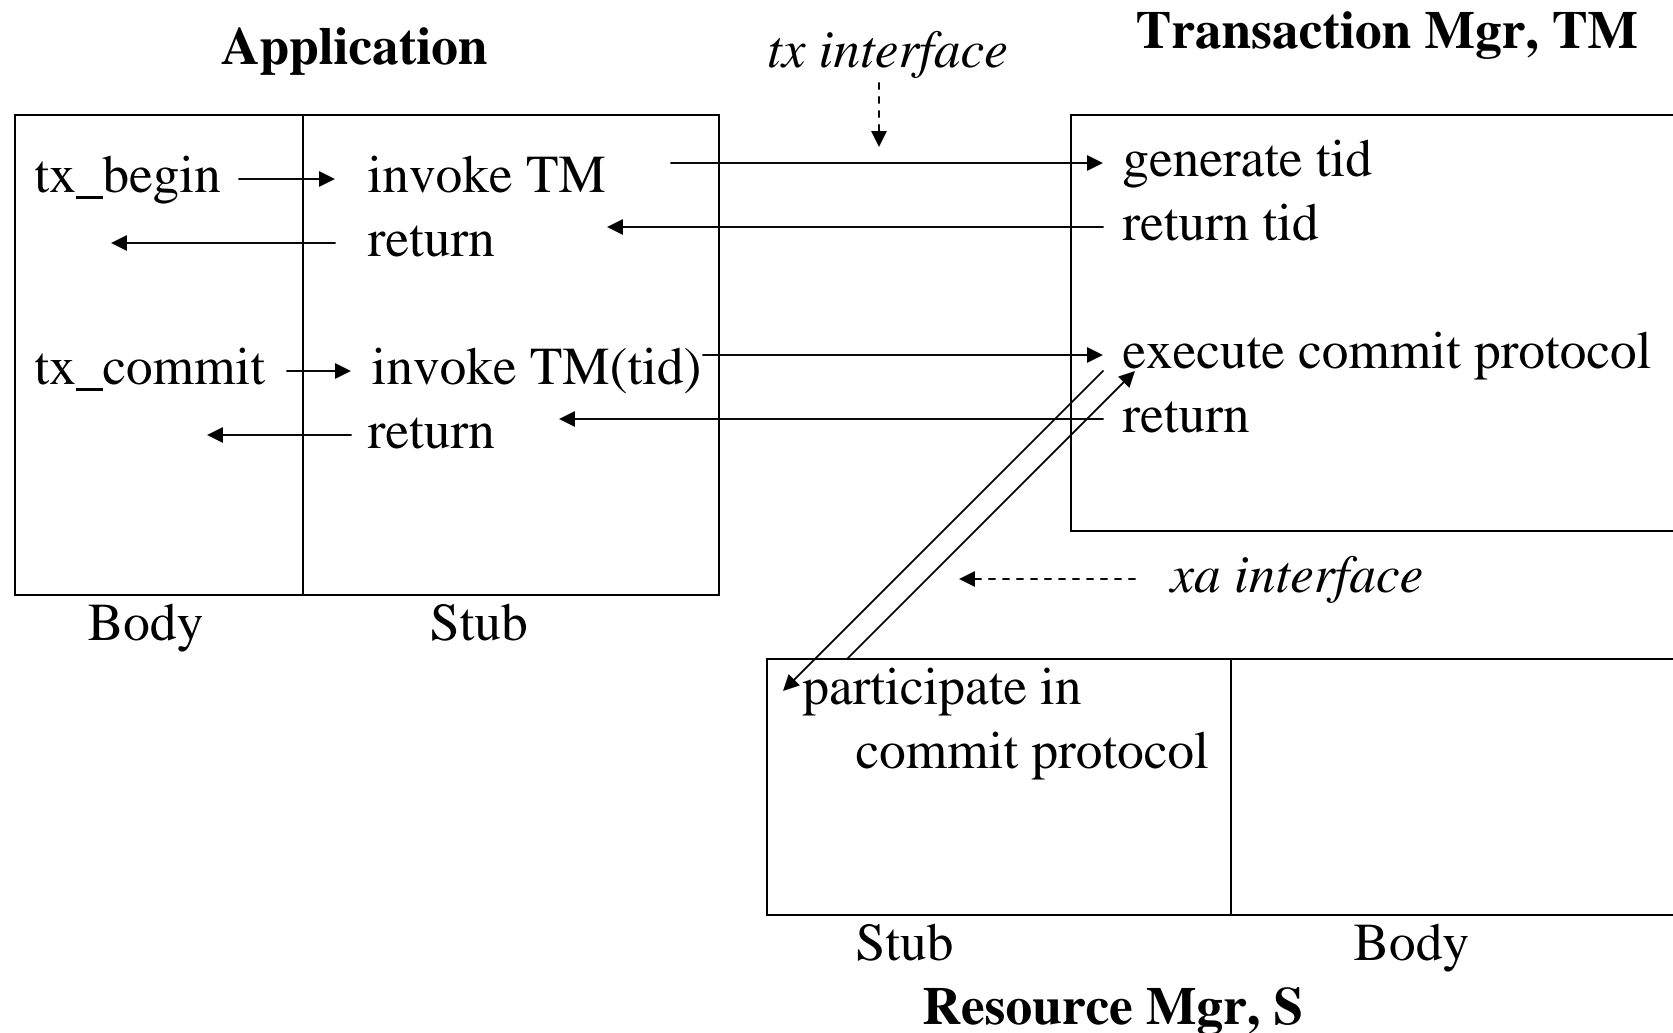 Application
tx interface
Transaction Mgr, TM
tx_begin
invoke TM
generate tid
return
return tid
tx_commit
invoke TM(tid)
execute commit protocol
return
return
xa interface
Body
Stub
participate in
commit protocol
Stub
Body
Resource Mgr, S